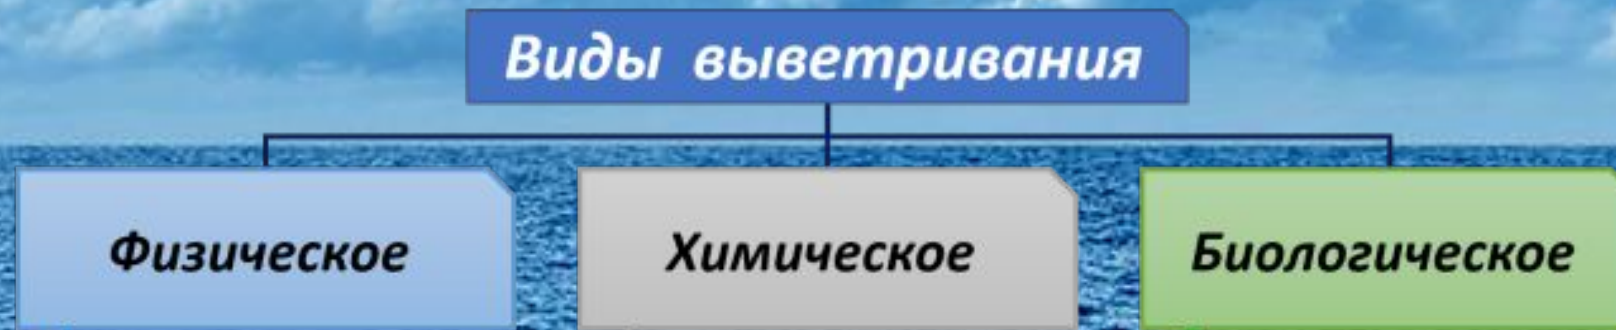 Виды выветривания
Физическое
Химическое
Биологическое